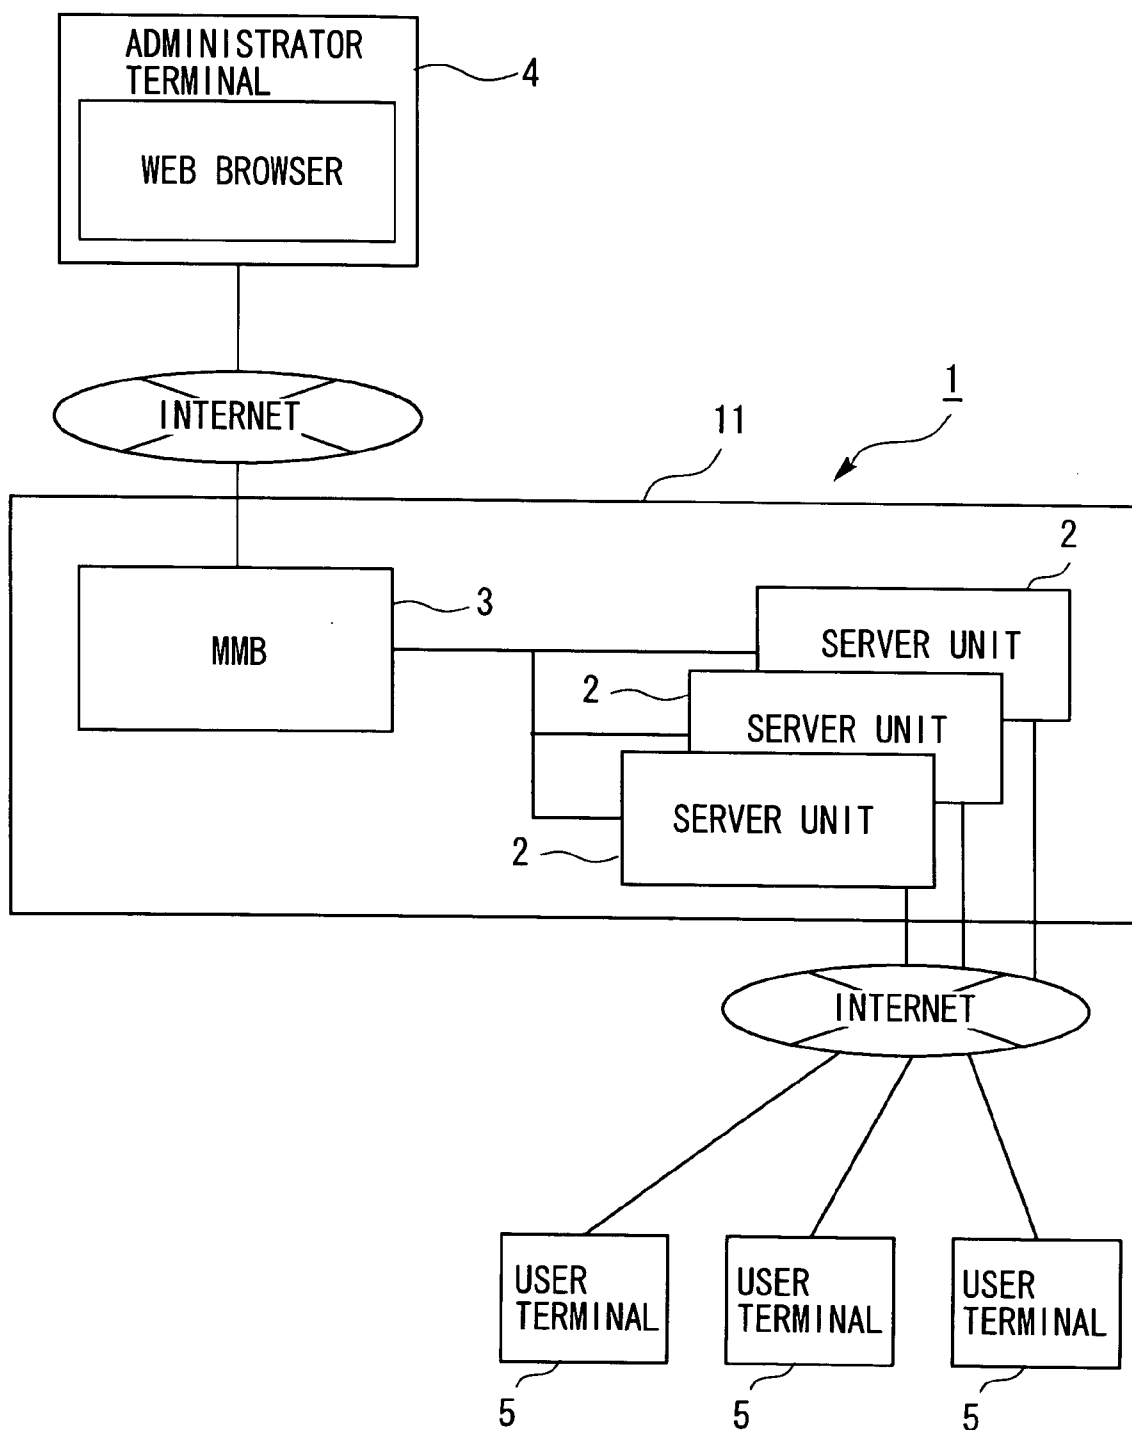 ADMINISTRATOR
TERMINAL
4
WEB BROWSER
INTERNET
1
11
2
3
MMB
SERVER UNIT
2
SERVER UNIT
SERVER UNIT
2
INTERNET
USER
TERMINAL
USER
TERMINAL
USER
TERMINAL
5
5
5